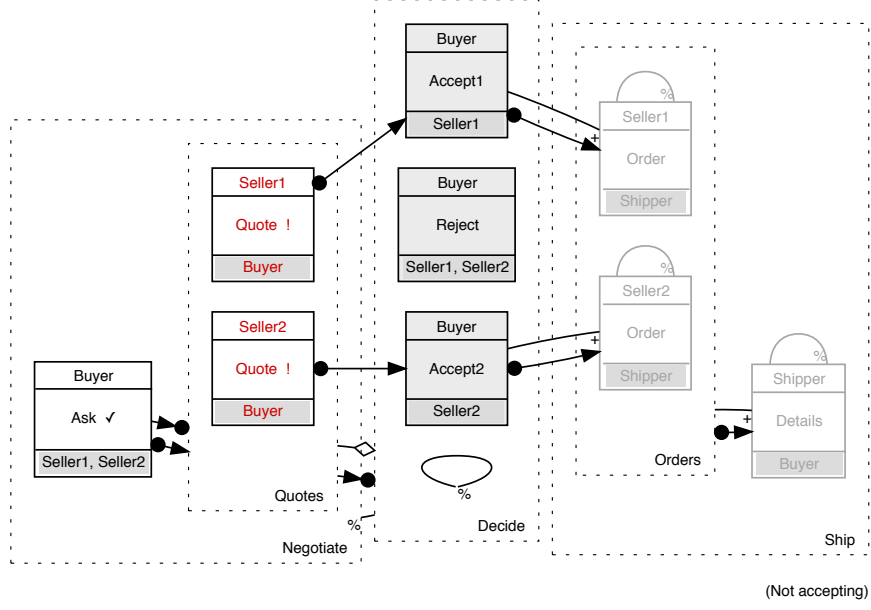 Buyer
Accept1
Seller1
%
Seller1
+
Order
Shipper
Seller1
Quote !
Buyer
Buyer
Reject
Seller1, Seller2
%
Seller2
+
Order
Shipper
Seller2
Quote !
Buyer
Buyer
Accept2
Seller2
%
Shipper
+
Details
Buyer
Buyer
Ask ✓
Seller1, Seller2
Orders
Quotes
%
%
Decide
Negotiate
Ship
(Not accepting)